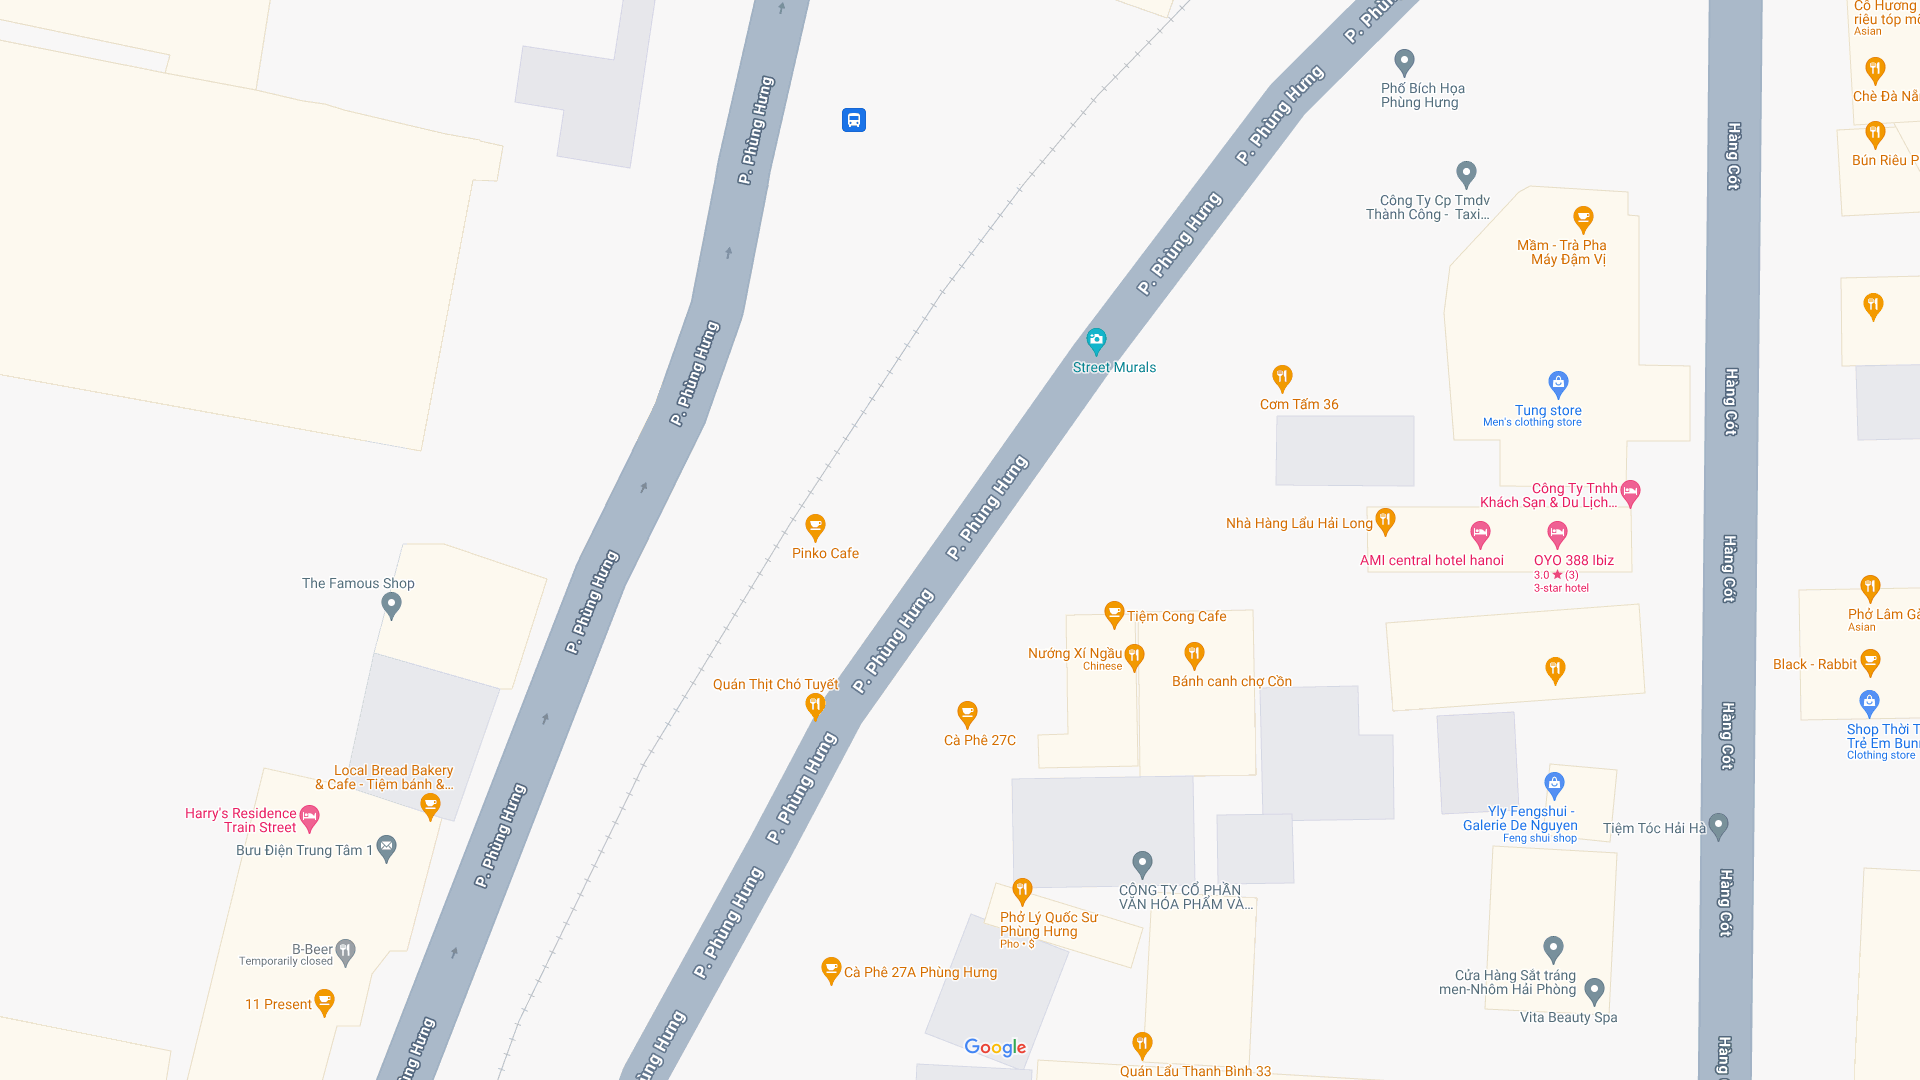 P. Phùng Hưng
P. Phùng Hưng
P. Phùng Hưng
P. Phùng Hưng
P. Phùng Hưng
P. Phùng Hưng
P. Phùng Hưng
P. Phùng Hưng
P. Phùng Hưng
P. Phùng Hưng
P. Phùng Hưng
Phố Bích Họa
Phùng Hưng
Công Ty Cp Tmdv
Thành Công - Taxi...
Mầm - Trà Pha
Máy Đậm Vị
Street Murals
Cơm Tấm 36
Tung store
Men's clothing store
Công Ty Tnhh
Khách Sạn & Du Lịch...
Nhà Hàng Lẩu Hải Long
AMI central hotel hanoi
OYO 388 Ibiz
3.0 ★ (3)
3-star hotel
Pinko Cafe
The Famous Shop
Tiệm Cong Cafe
Nướng Xí Ngầu
Chinese
Bánh canh chợ Cồn
Quán Thịt Chó Tuyết
Cà Phê 27C
Local Bread Bakery
& Cafe - Tiệm bánh &...
Harry's Residence
Train Street
Bưu Điện Trung Tâm 1
B-Beer
Temporarily closed
11 Present
CÔNG TY CỔ PHẦN
VĂN HÓA PHẨM VÀ...
Phở Lý Quốc Sư
Phùng Hưng
Pho • $
Cà Phê 27A Phùng Hưng
Google
Quán Lẩu Thanh Bình 33
Yly Fengshui -
Galerie De Nguyen
Feng shui shop
Tiệm Tóc Hải Hà
Cửa Hàng Sắt tráng
men-Nhôm Hải Phòng
Vita Beauty Spa
Hàng Cót
Hàng Cót
Hàng Cót
Hàng Cót
Hàng Cót
Hàng
Cô Hương
riêu tóp
Asian
Chè Đà
Bún Riêu
Phở Lâm
Asian
Black - Rabbit
Shop Thời
Trẻ Em
Clothing store